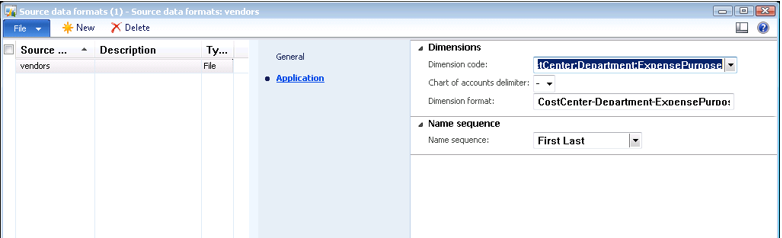 Source data formats (1) - Source data formats: vendors
File New Delete
Source ... Description Ty...
vendors File
General
Application
Dimensions
Dimension code: tCenter:Department:ExpensePurpose
Chart of accounts delimiter: -
Dimension format: CostCenter-Department-ExpensePurpos
Name sequence
Name sequence: First Last